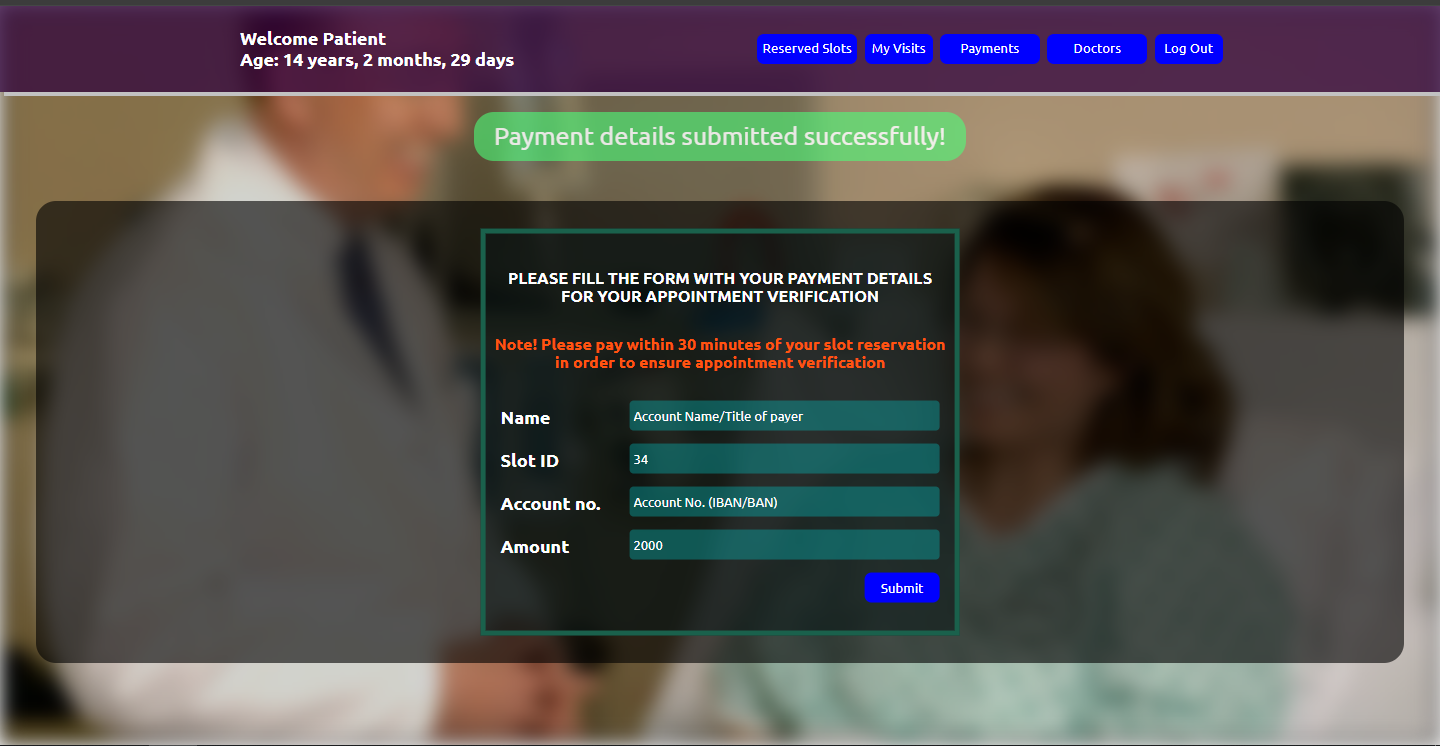 Welcome Patient
Age: 14 years, 2 months, 29 days
Reserved Slots
My Visits
Payments
Doctors
Log Out
Payment details submitted successfully!
PLEASE FILL THE FORM WITH YOUR PAYMENT DETAILS
FOR YOUR APPOINTMENT VERIFICATION
Note! Please pay within 30 minutes of your slot reservation
in order to ensure appointment verification
Name
Account Name/Title of payer
Slot ID
34
Account no.
Account No. (IBAN/BAN)
Amount
2000
Submit